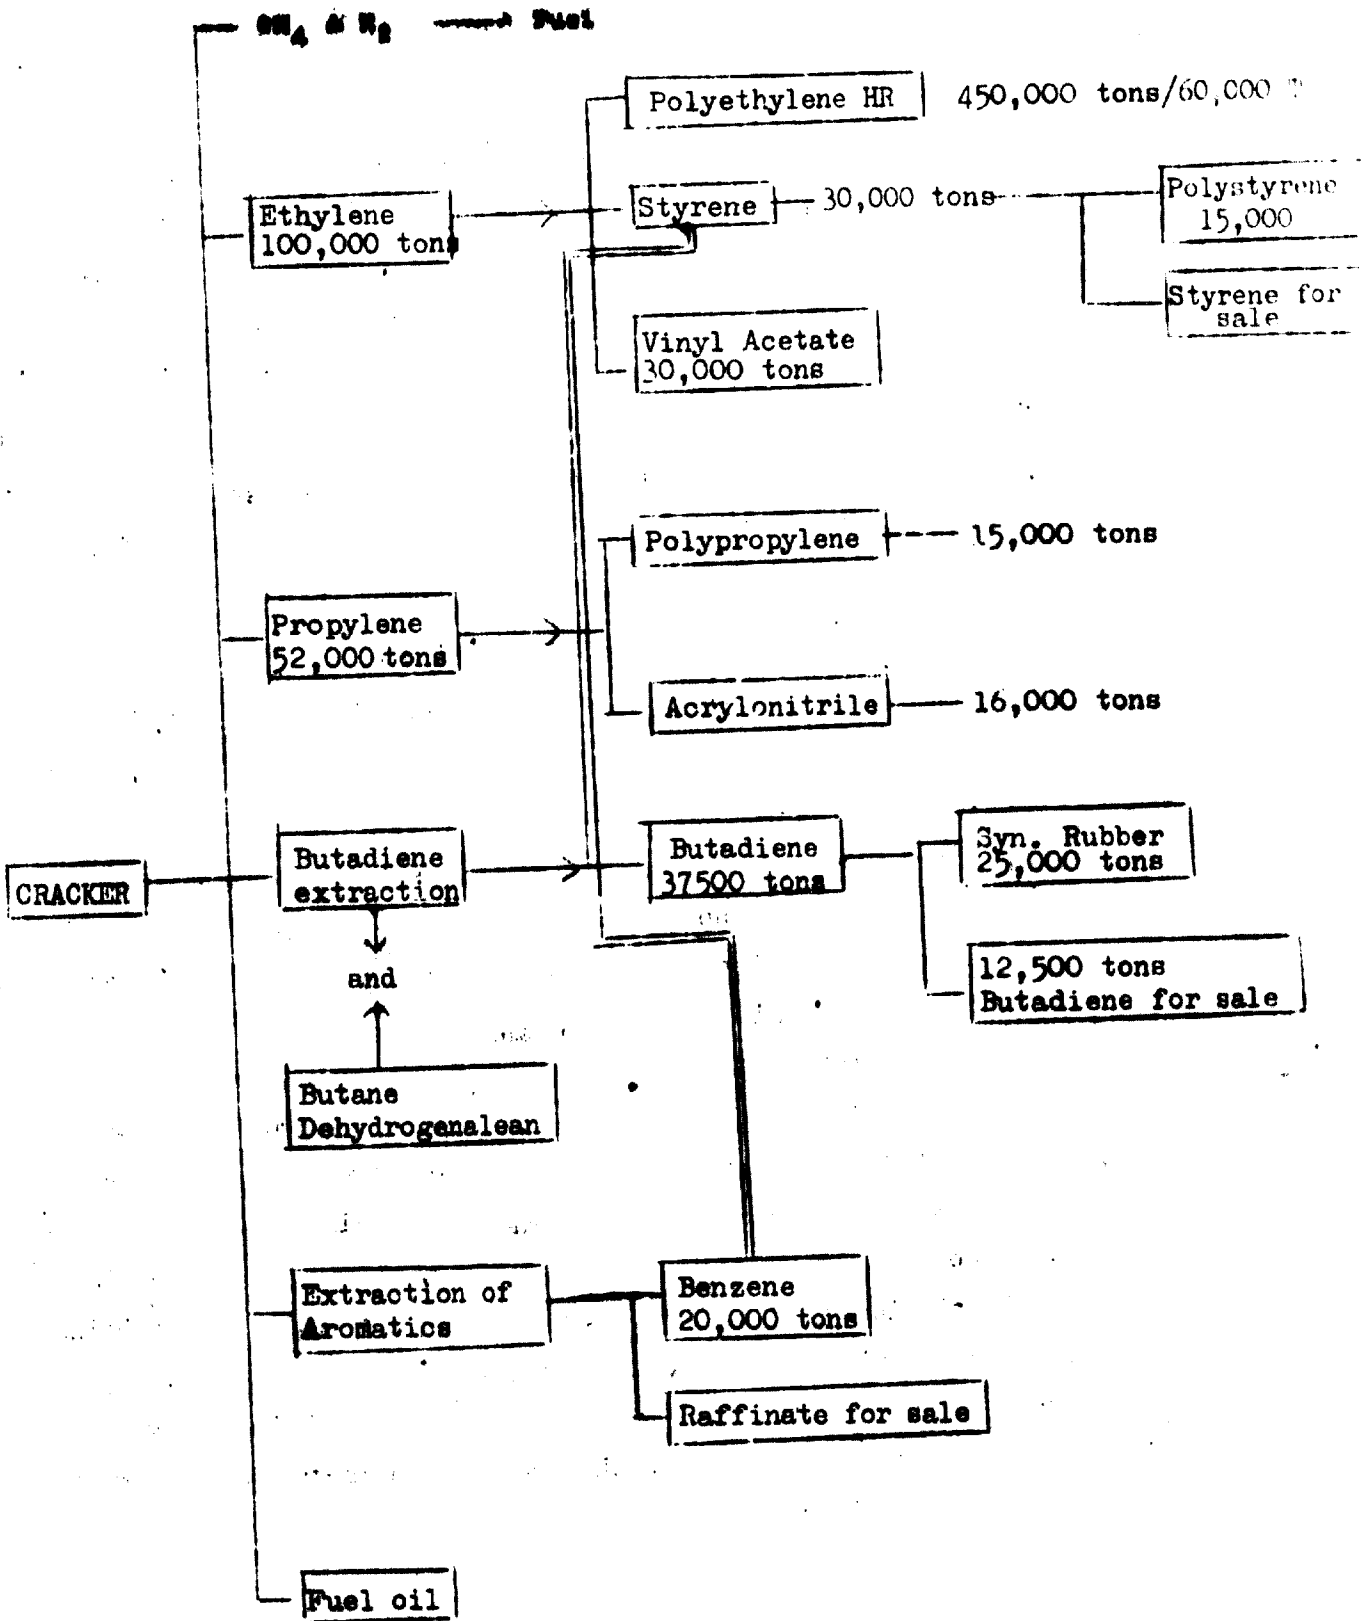 CH4 & H2 → Fuel
Polyethylene HR 450,000 tons/60,000
Ethylene
100,000 tons
Styrene 30,000 tons
Polystyrene
15,000
Styrene for
sale
Vinyl Acetate
30,000 tons
Polypropylene 15,000 tons
Propylene
52,000 tons
Acrylonitrile 16,000 tons
CRACKER
Butadiene
extraction
and
Butane
Dehydrogenalean
Butadiene
37500 tons
Syn. Rubber
25,000 tons
12,500 tons
Butadiene for sale
Extraction of
Aromatics
Benzene
20,000 tons
Raffinate for sale
Fuel oil